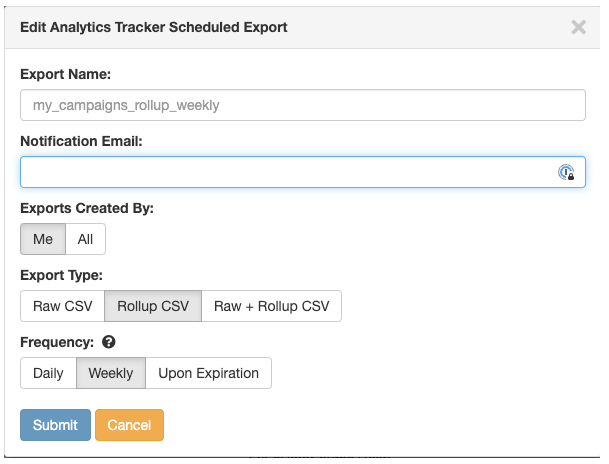 Edit Analytics Tracker Scheduled Export
Export Name:
my_campaigns_rollup_weekly
Notification Email:
Exports Created By:
Me All
Export Type:
Raw CSV Rollup CSV Raw + Rollup CSV
Frequency:
Daily Weekly Upon Expiration
Submit Cancel